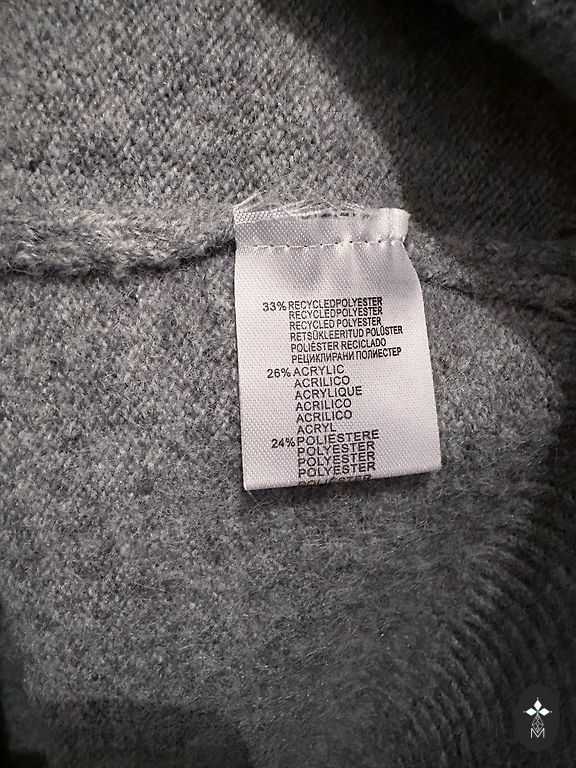 33% RECYCLEDPOLYESTER
RECYCLEDPOLYESTER
RECYCLED POLYESTER
RETSÜKLEERITUD POLÜSTER
POLIÉSTER RECICLADO
РЕЦИКЛИРАНИ ПОЛИЕСТЕР
26% ACRYLIC
ACRILICO
ACRYLIQUE
ACRILICO
ACRILICO
ACRYL
24% POLIESTERE
POLYESTER
POLYESTER
POLYESTER